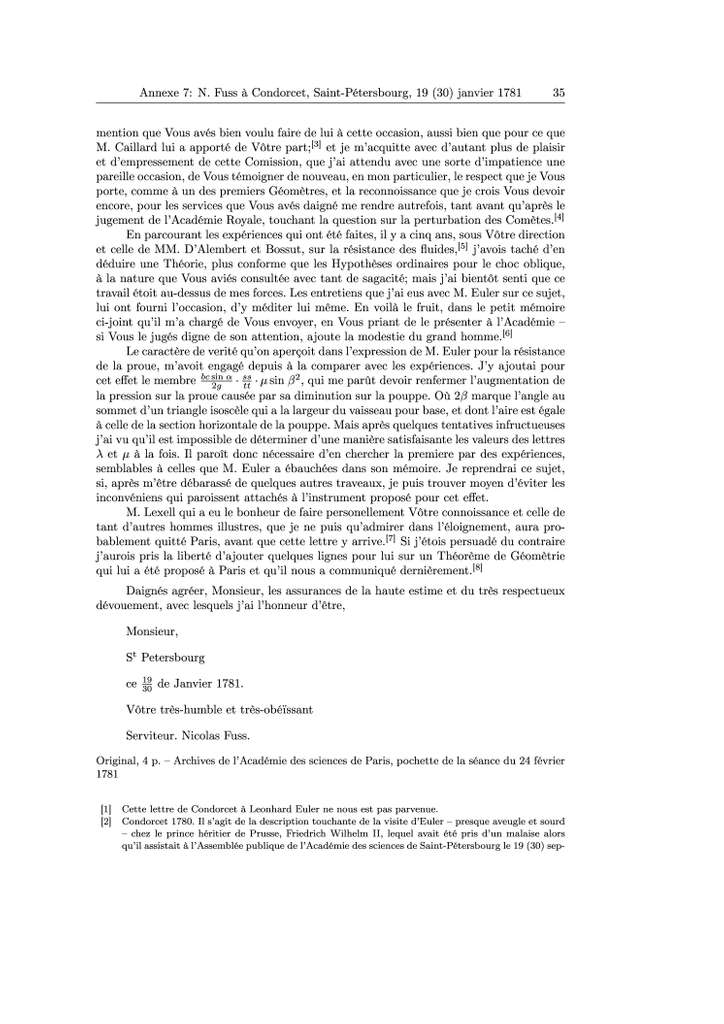 Annexe 7: N. Fuss à Condorcet, Saint-Pétersbourg, 19 (30) janvier 1781 35
mention que Vous avés bien voulu faire de lui à cette occasion, aussi bien que pour ce que
M. Caillard lui a apporté de Vôtre part;[3] et je m'acquitte avec d'autant plus de plaisir
et d'empressement de cette Comission, que j'ai attendu avec une sorte d'impatience une
pareille occasion, de Vous témoigner de nouveau, en mon particulier, le respect que je Vous
porte, comme à un des premiers Géomètres, et la reconnoissance que je crois Vous devoir
encore, pour les services que Vous avés daigné me rendre autrefois, tant avant qu'après le
jugement de l'Académie Royale, touchant la question sur la perturbation des Comètes.[4]
En parcourant les expériences qui ont été faites, il y a cinq ans, sous Vôtre direction
et celle de MM. D'Alembert et Bossut, sur la résistance des fluides,[5] j'avois taché d'en
déduire une Théorie, plus conforme que les Hypothèses ordinaires pour le choc oblique,
à la nature que Vous aviés consultée avec tant de sagacité; mais j'ai bientôt senti que ce
travail étoit au-dessus de mes forces. Les entretiens que j'ai eus avec M. Euler sur ce sujet,
lui ont fourni l'occasion, d'y méditer lui même. En voilà le fruit, dans le petit mémoire
ci-joint qu'il m'a chargé de Vous envoyer, en Vous priant de le présenter à l'Académie –
si Vous le jugés digne de son attention, ajoute la modestie du grand homme.[6]
Le caractère de verité qu'on aperçoit dans l'expression de M. Euler pour la résistance
de la proue, m'avoit engagé depuis à la comparer avec les expériences. J'y ajoutai pour
cet effet le membre bc sin α / 2g · ss / tt · μ sin β², qui me parût devoir renfermer l'augmentation de
la pression sur la proue causée par sa diminution sur la pouppe. Où 2β marque l'angle au
sommet d'un triangle isoscèle qui a la largeur du vaisseau pour base, et dont l'aire est égale
à celle de la section horizontale de la pouppe. Mais après quelques tentatives infructueuses
j'ai vu qu'il est impossible de déterminer d'une manière satisfaisante les valeurs des lettres
λ et μ à la fois. Il paroît donc nécessaire d'en chercher la premiere par des expériences,
semblables à celles que M. Euler a ébauchées dans son mémoire. Je reprendrai ce sujet,
si, après m'être débarassé de quelques autres traveaux, je puis trouver moyen d'éviter les
inconvéniens qui paroissent attachés à l'instrument proposé pour cet effet.
M. Lexell qui a eu le bonheur de faire personellement Vôtre connoissance et celle de
tant d'autres hommes illustres, que je ne puis qu'admirer dans l'éloignement, aura pro-
bablement quitté Paris, avant que cette lettre y arrive.[7] Si j'étois persuadé du contraire
j'aurois pris la liberté d'ajouter quelques lignes pour lui sur un Théorème de Géomètrie
qui lui a été proposé à Paris et qu'il nous a communiqué dernièrement.[8]
Daignés agréer, Monsieur, les assurances de la haute estime et du très respectueux
dévouement, avec lesquels j'ai l'honneur d'être,
Monsieur,
St Petersbourg
ce 19/30 de Janvier 1781.
Vôtre très-humble et très-obéïssant
Serviteur. Nicolas Fuss.
Original, 4 p. – Archives de l'Académie des sciences de Paris, pochette de la séance du 24 février
1781
[1] Cette lettre de Condorcet à Leonhard Euler ne nous est pas parvenue.
[2] Condorcet 1780. Il s'agit de la description touchante de la visite d'Euler – presque aveugle et sourd
– chez le prince héritier de Prusse, Friedrich Wilhelm II, lequel avait été pris d'un malaise alors
qu'il assistait à l'Assemblée publique de l'Académie des sciences de Saint-Pétersbourg le 19 (30) sep-